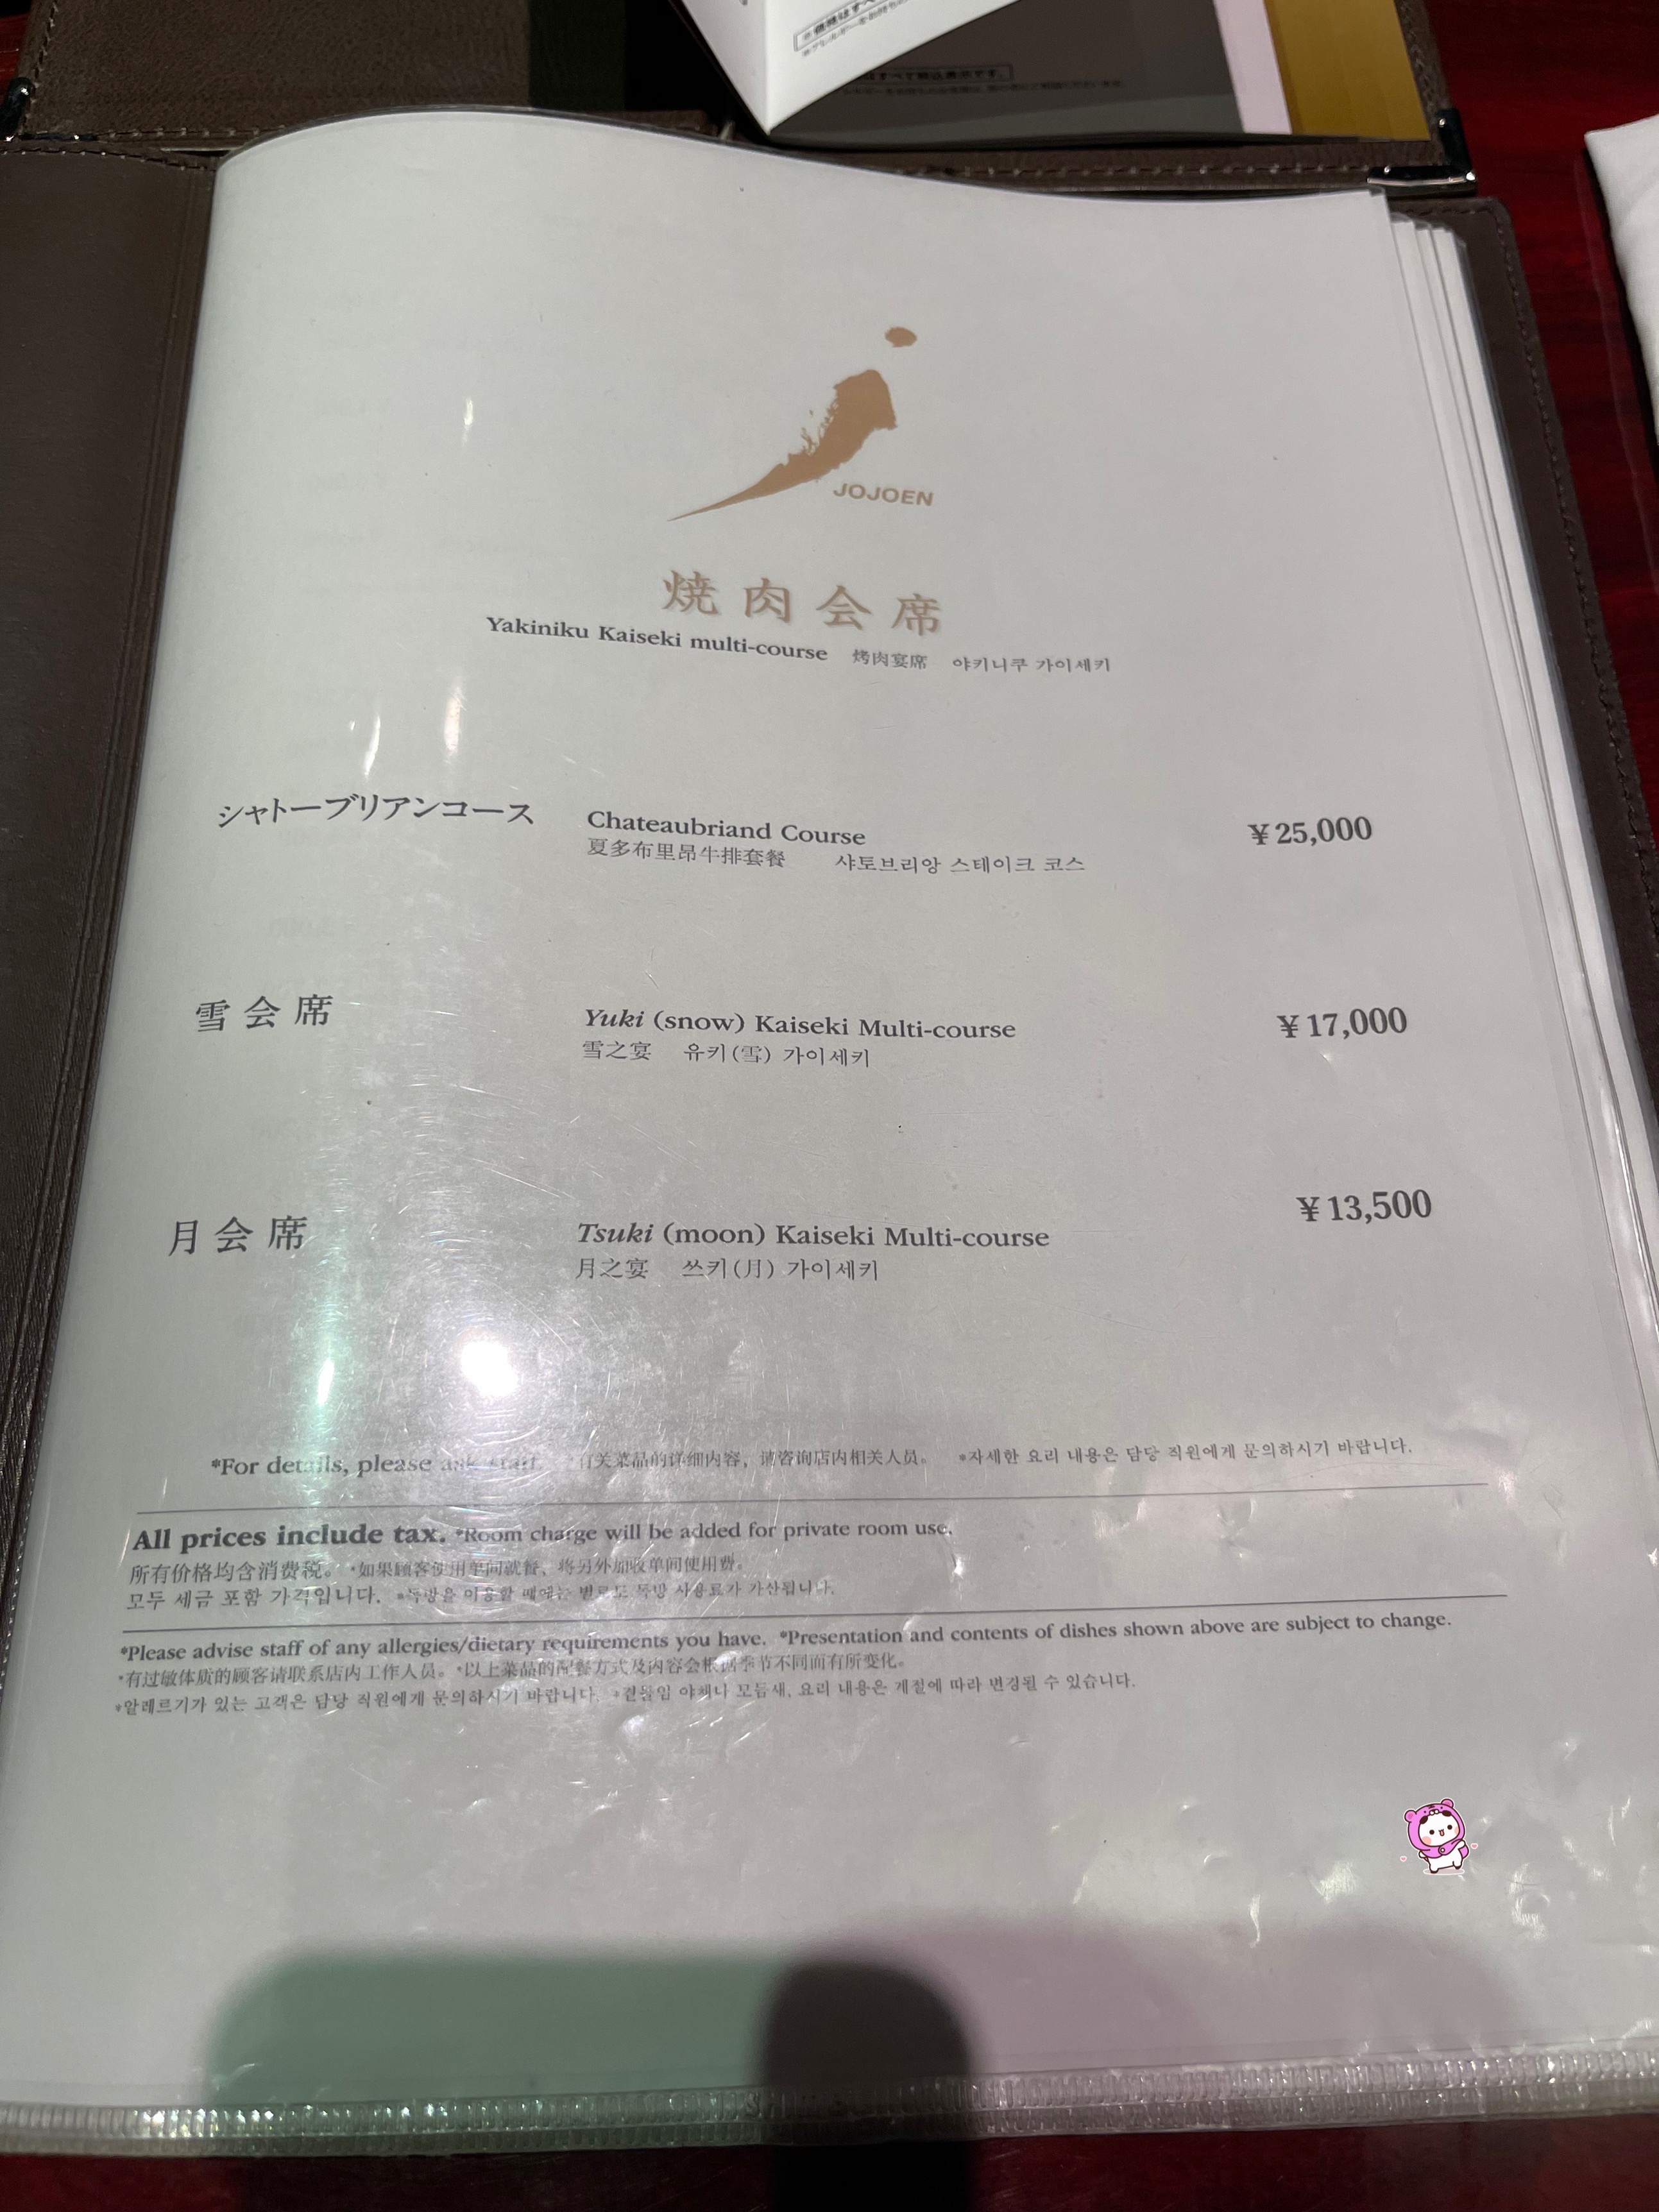 JOJOEN
焼肉会席
Yakiniku Kaiseki multi-course 烤肉宴席 야키니쿠 가이세키
シャトーブリアンコース Chateaubriand Course ¥25,000
夏多布里昂牛排套餐 샤토브리앙 스테이크 코스
雪会席 Yuki (snow) Kaiseki Multi-course ¥17,000
雪之宴 유키(雪) 가이세키
月会席 Tsuki (moon) Kaiseki Multi-course ¥13,500
月之宴 쓰키(月) 가이세키
*For details, please ask staff. *有关菜品的详细内容，请咨询店内相关人员。 *자세한 요리 내용은 담당 직원에게 문의하시기 바랍니다.
All prices include tax. *Room charge will be added for private room use.
所有价格均含消费税。 *如果顾客使用单间就餐，将另外加收单间使用费。
모두 세금 포함 가격입니다. *독방을 이용할 때에는 별도로 독방 사용료가 가산됩니다.
*Please advise staff of any allergies/dietary requirements you have. *Presentation and contents of dishes shown above are subject to change.
*有过敏体质的顾客请联系店内工作人员。*以上菜品的配餐方式及内容会根据季节不同而有所变化。
*알레르기가 있는 고객은 담당 직원에게 문의하시기 바랍니다. *곁들임 야채나 모듬새, 요리 내용은 계절에 따라 변경될 수 있습니다.